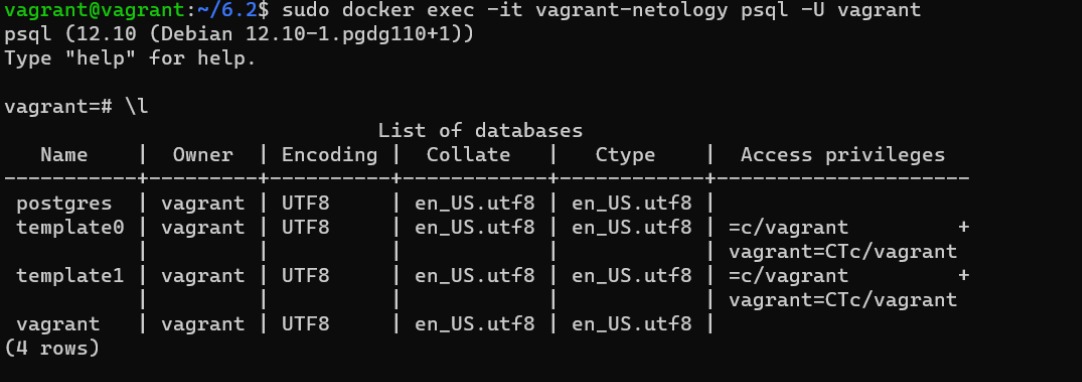 vagrant@vagrant:~/6.2$ sudo docker exec -it vagrant-netology psql -U vagrant
psql (12.10 (Debian 12.10-1.pgdg110+1))
Type "help" for help.

vagrant=# \l
                                  List of databases
   Name    |  Owner  | Encoding |  Collate   |   Ctype    |  Access privileges
-----------+---------+----------+------------+------------+---------------------
 postgres  | vagrant | UTF8     | en_US.utf8 | en_US.utf8 |
 template0 | vagrant | UTF8     | en_US.utf8 | en_US.utf8 | =c/vagrant         +
           |         |          |            |            | vagrant=CTc/vagrant
 template1 | vagrant | UTF8     | en_US.utf8 | en_US.utf8 | =c/vagrant         +
           |         |          |            |            | vagrant=CTc/vagrant
 vagrant   | vagrant | UTF8     | en_US.utf8 | en_US.utf8 |
(4 rows)